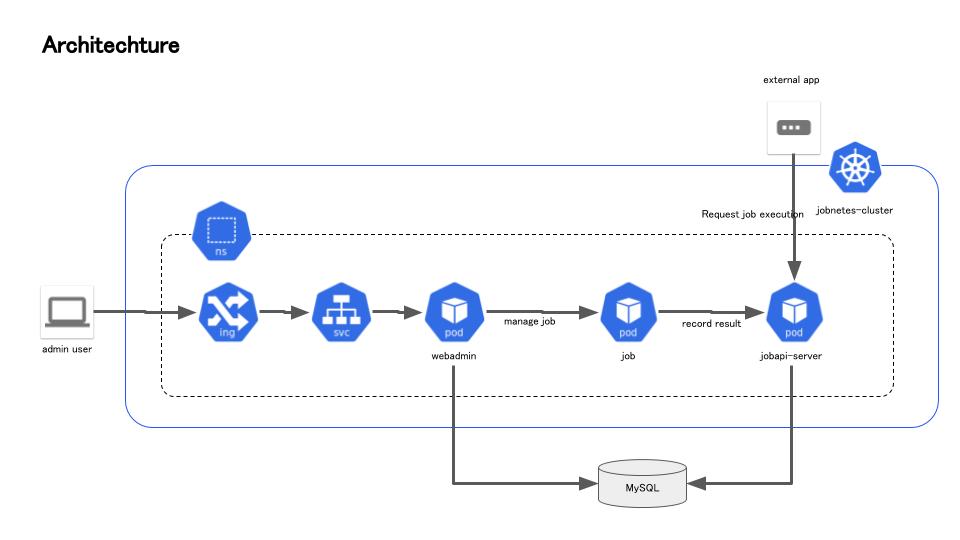 Architechture
external app
Request job execution
jobnetes-cluster
ns
ing
svc
pod
pod
pod
manage job
record result
admin user
webadmin
job
jobapi-server
MySQL